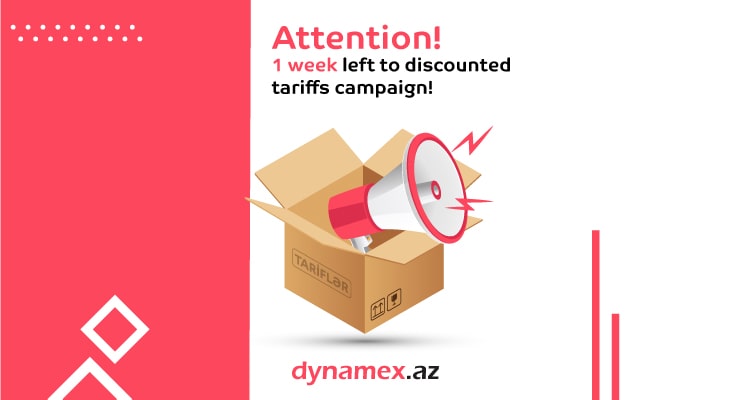 Attention!
1 week left to discounted
tariffs campaign!
TARİFLƏR
dynamex.az